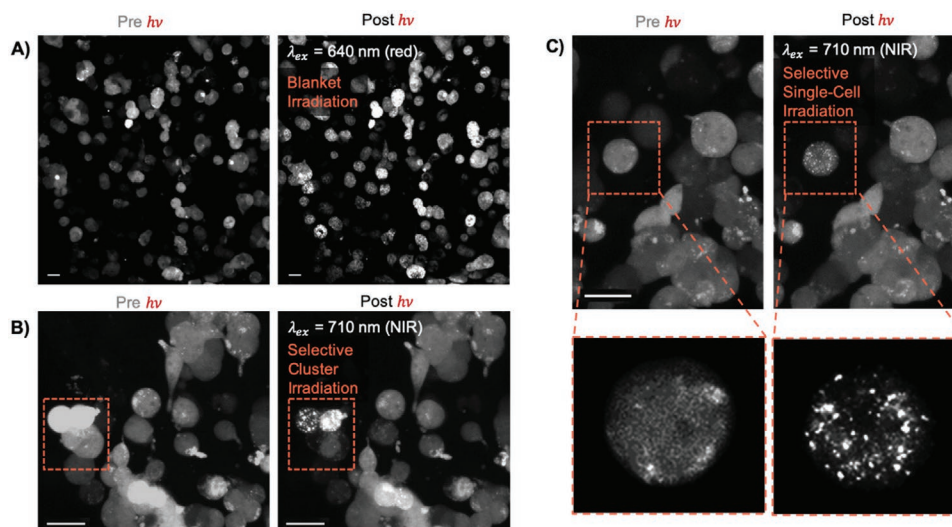 Pre hν
Post hν
A)
λex = 640 nm (red)
Blanket
Irradiation
Pre hν
Post hν
B)
λex = 710 nm (NIR)
Selective
Cluster
Irradiation
Pre hν
Post hν
C)
λex = 710 nm (NIR)
Selective
Single-Cell
Irradiation